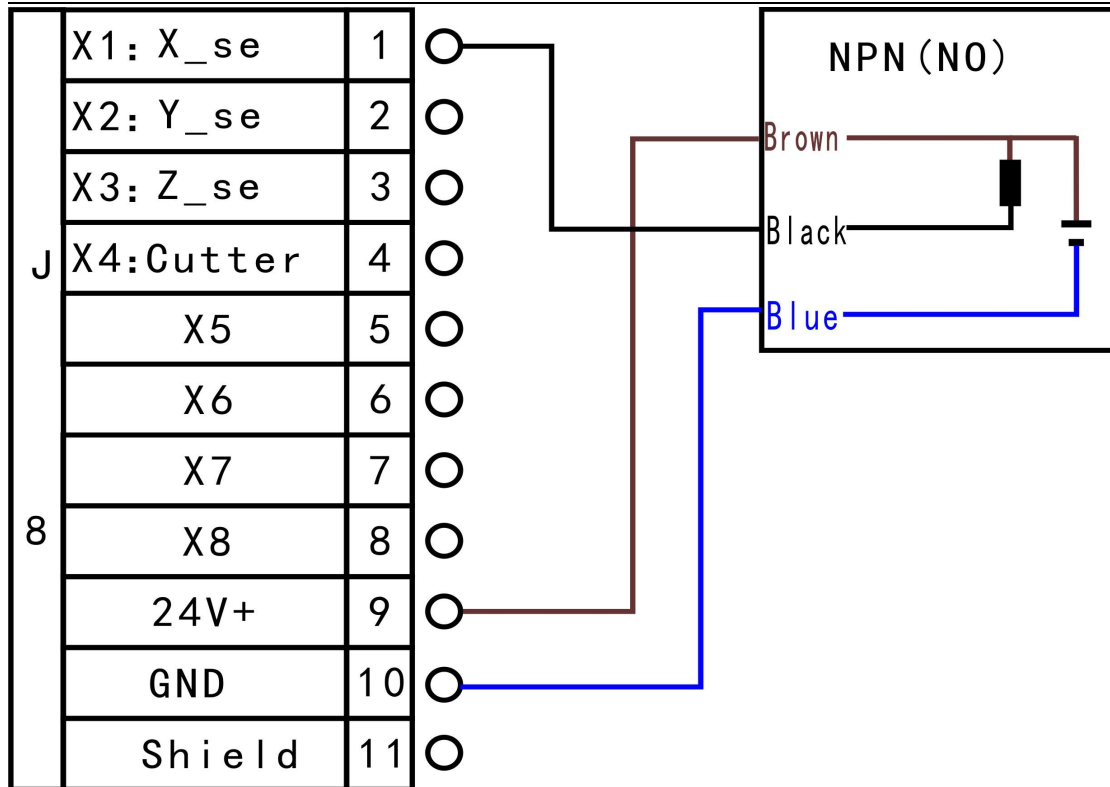 J8
X1: X_se 1
X2: Y_se 2
X3: Z_se 3
X4:Cutter 4
X5 5
X6 6
X7 7
X8 8
24V+ 9
GND 10
Shield 11
NPN(NO)
Brown
Black
Blue